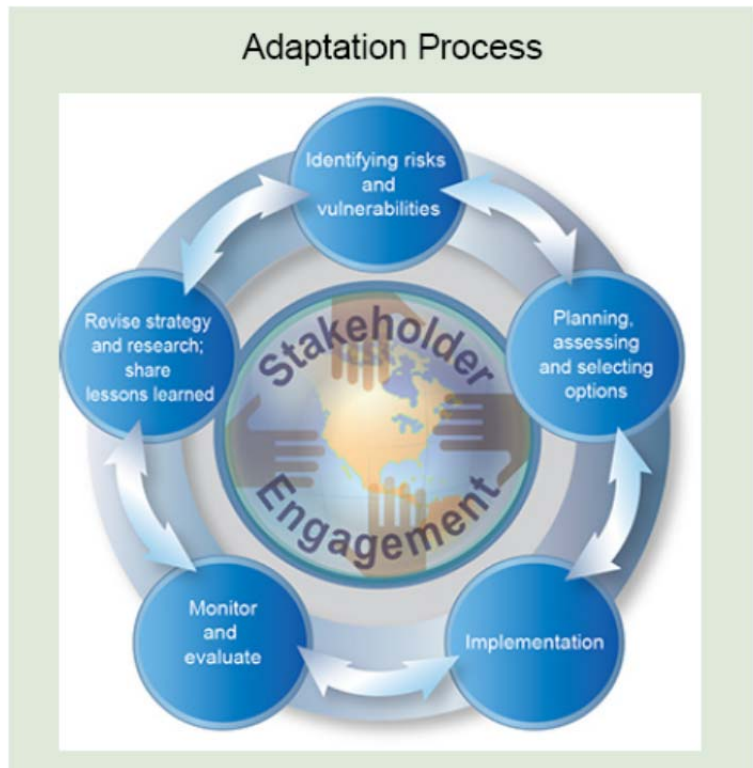 Adaptation Process
Identifying risks
and
vulnerabilities
Planning,
assessing
and selecting
options
Implementation
Monitor
and
evaluate
Revise strategy
and research;
share
lessons learned
Stakeholder
Engagement